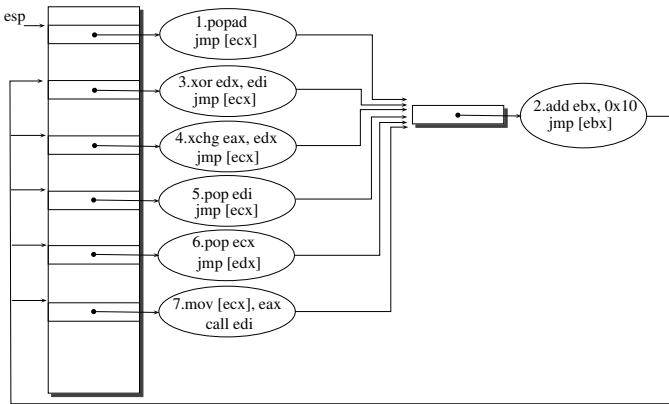 esp
1.popad
jmp [ecx]
3.xor edx, edi
jmp [ecx]
2.add ebx, 0x10
jmp [ebx]
4.xchg eax, edx
jmp [ecx]
5.pop edi
jmp [ecx]
6.pop ecx
jmp [edx]
7.mov [ecx], eax
call edi